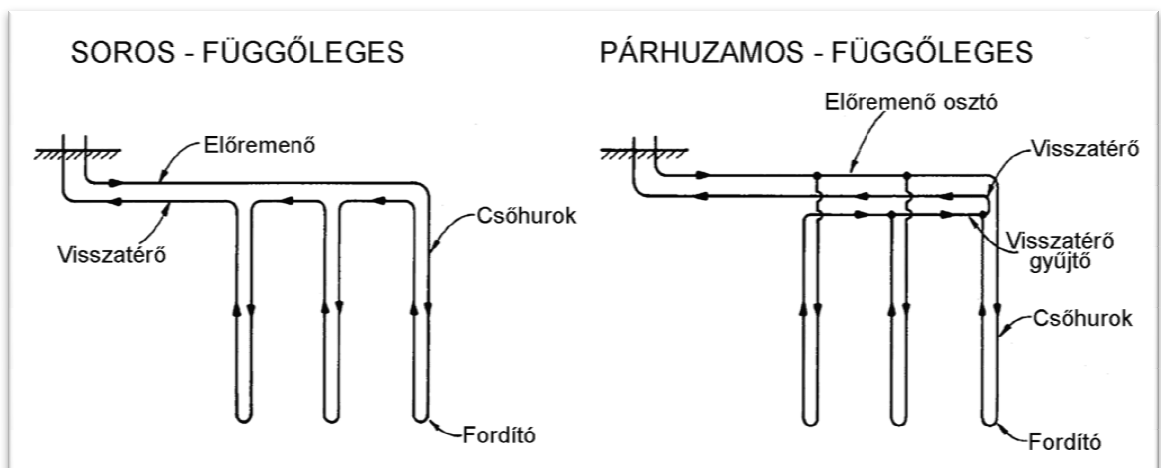 SOROS - FÜGGŐLEGES
Előremenő
Visszatérő
Csőhurok
Fordító
PÁRHUZAMOS - FÜGGŐLEGES
Előremenő osztó
Visszatérő
Visszatérő
gyűjtő
Csőhurok
Fordító